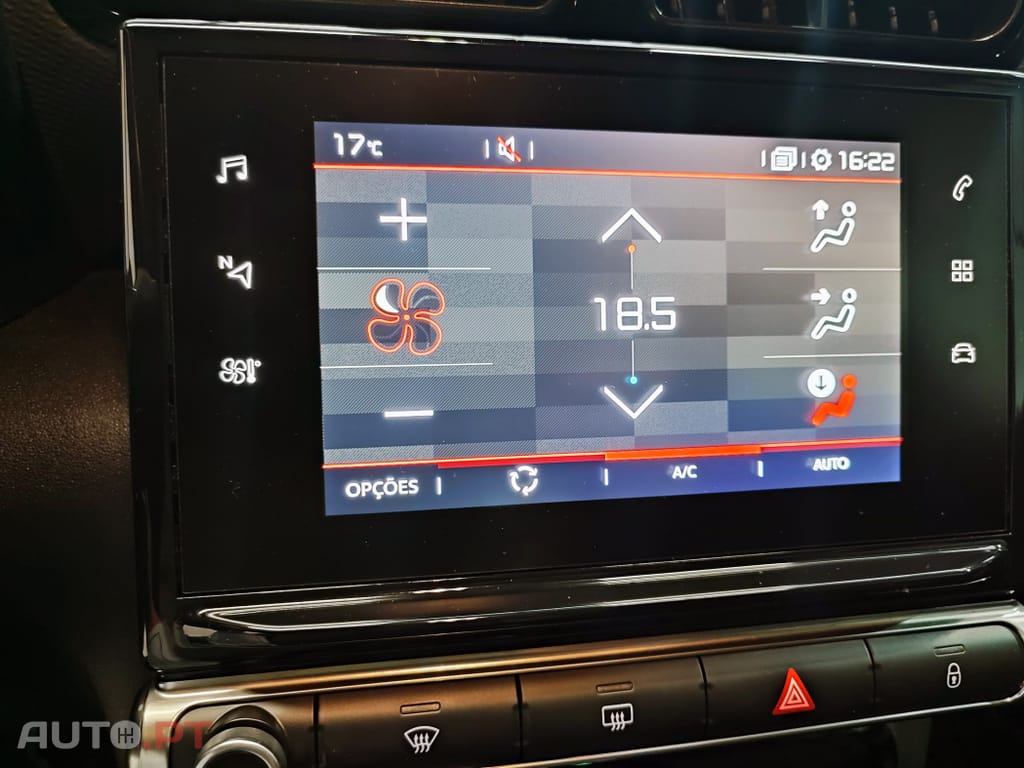 17°C
16:22
N
18.5
OPÇÕES
A/C
AUTO
AUTO.PT